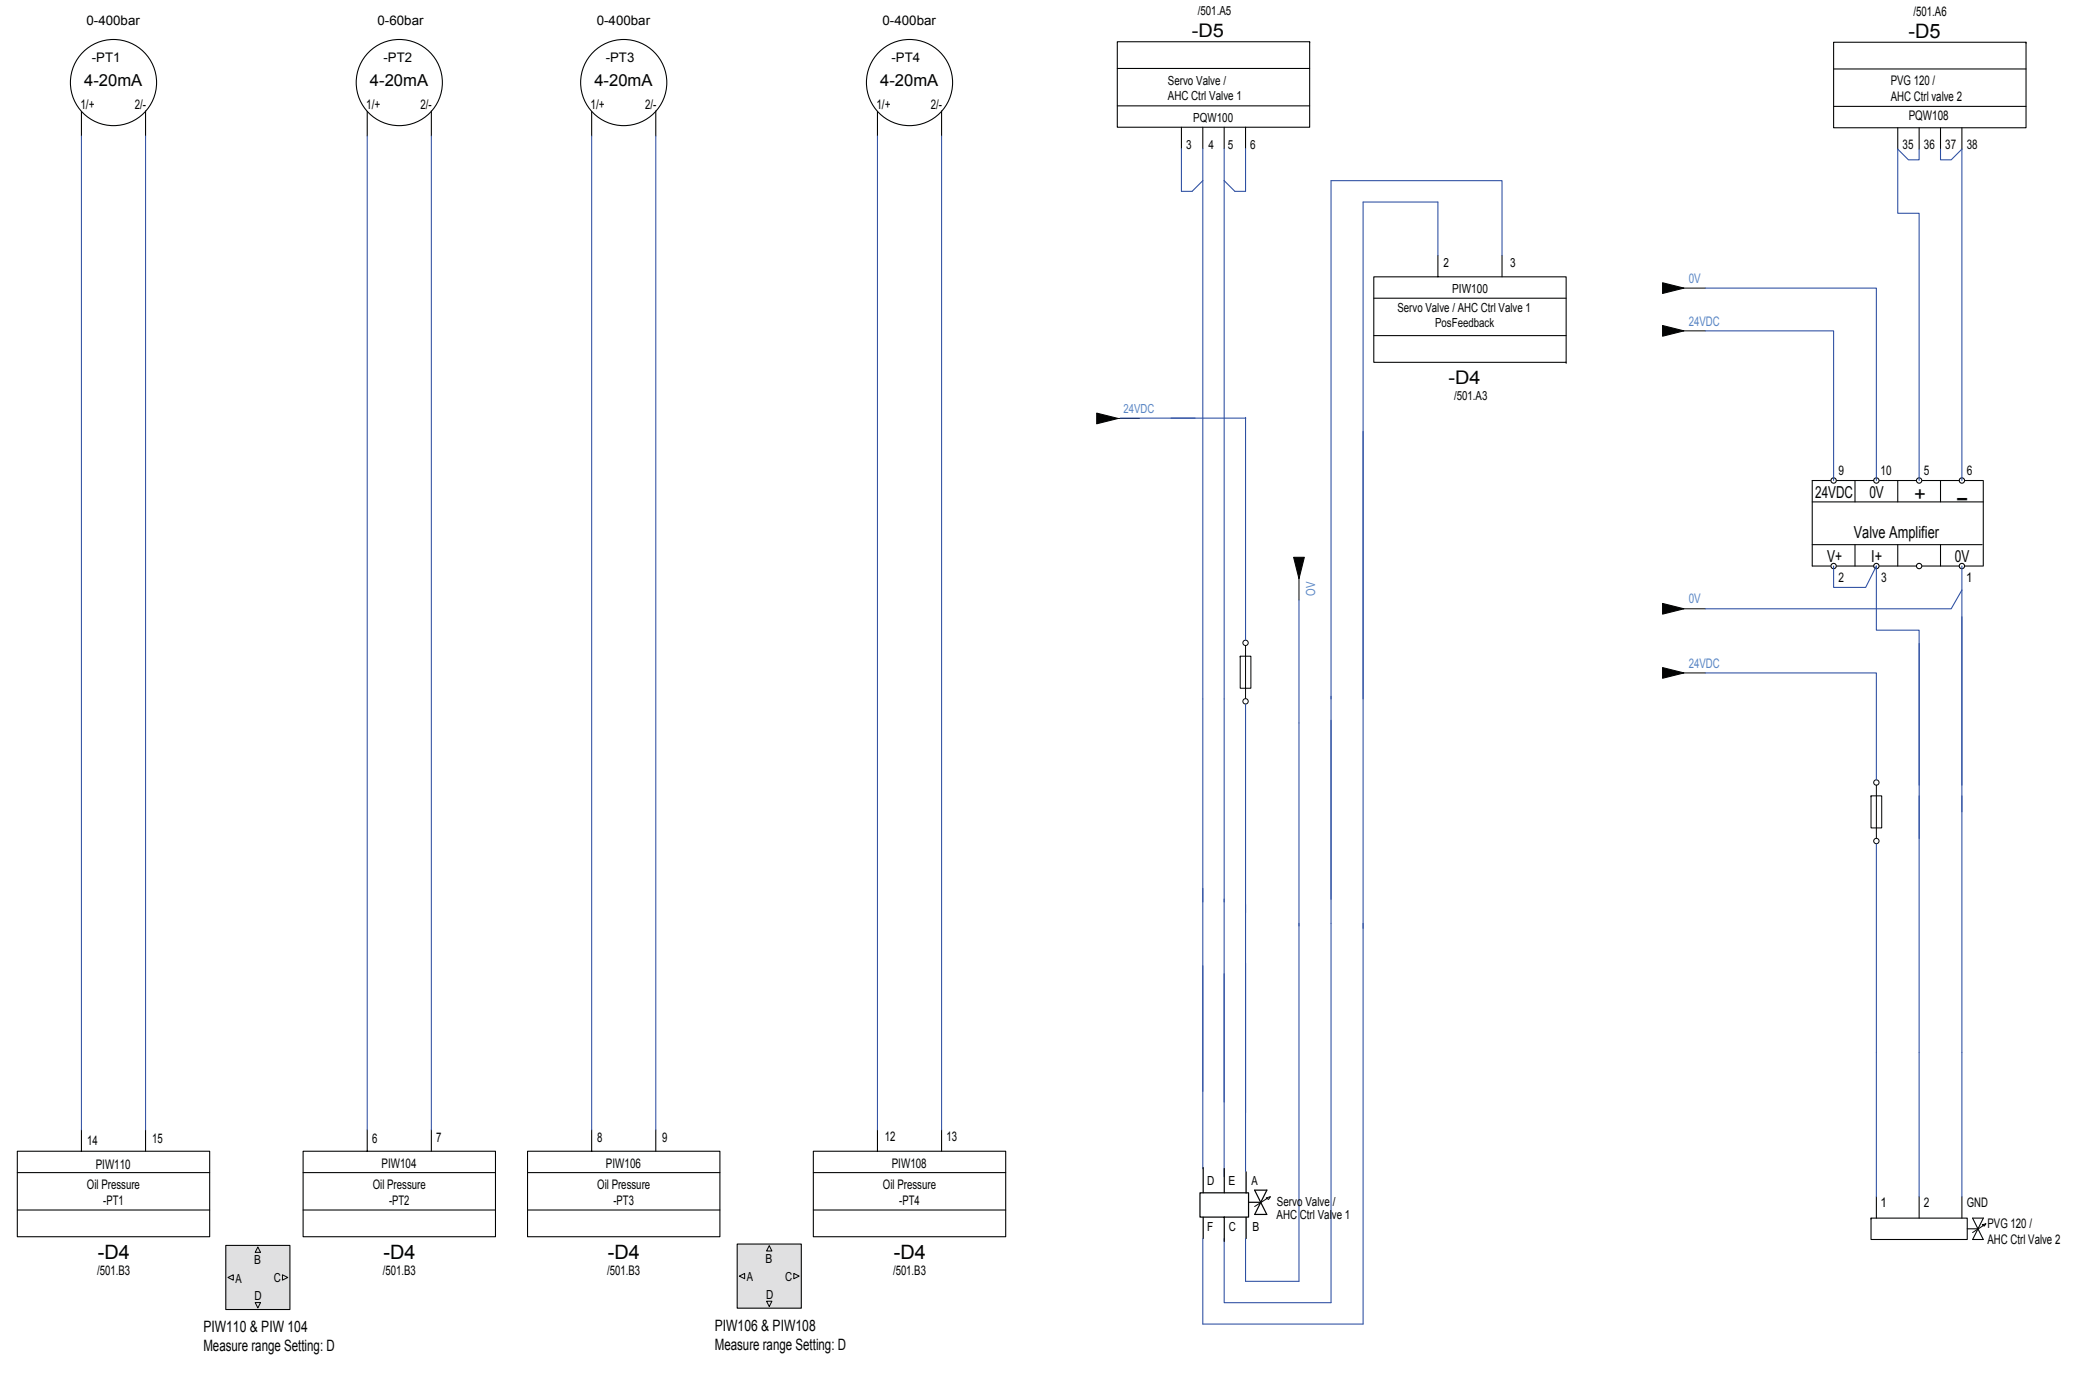 0-400bar
-PT1
4-20mA
1/+ 2/-
14 15
PIW110
Oil Pressure
-PT1
-D4
/501.B3
0-60bar
-PT2
4-20mA
1/+ 2/-
6 7
PIW104
Oil Pressure
-PT2
-D4
/501.B3
B
A C
D
PIW110 & PIW 104
Measure range Setting: D
0-400bar
-PT3
4-20mA
1/+ 2/-
8 9
PIW106
Oil Pressure
-PT3
-D4
/501.B3
0-400bar
-PT4
4-20mA
1/+ 2/-
12 13
PIW108
Oil Pressure
-PT4
-D4
/501.B3
B
A C
D
PIW106 & PIW108
Measure range Setting: D
/501.A5
-D5
Servo Valve /
AHC Ctrl Valve 1
PQW100
3 4 5 6
2 3
PIW100
Servo Valve / AHC Ctrl Valve 1
PosFeedback
-D4
/501.A3
24VDC
0V
D E A
Servo Valve /
AHC Ctrl Valve 1
F C B
/501.A6
-D5
PVG 120 /
AHC Ctrl valve 2
PQW108
35 36 37 38
0V
24VDC
9 10 5 6
24VDC 0V + –
Valve Amplifier
V+ I+ 0V
2 3 1
0V
24VDC
1 2 GND
PVG 120 /
AHC Ctrl Valve 2